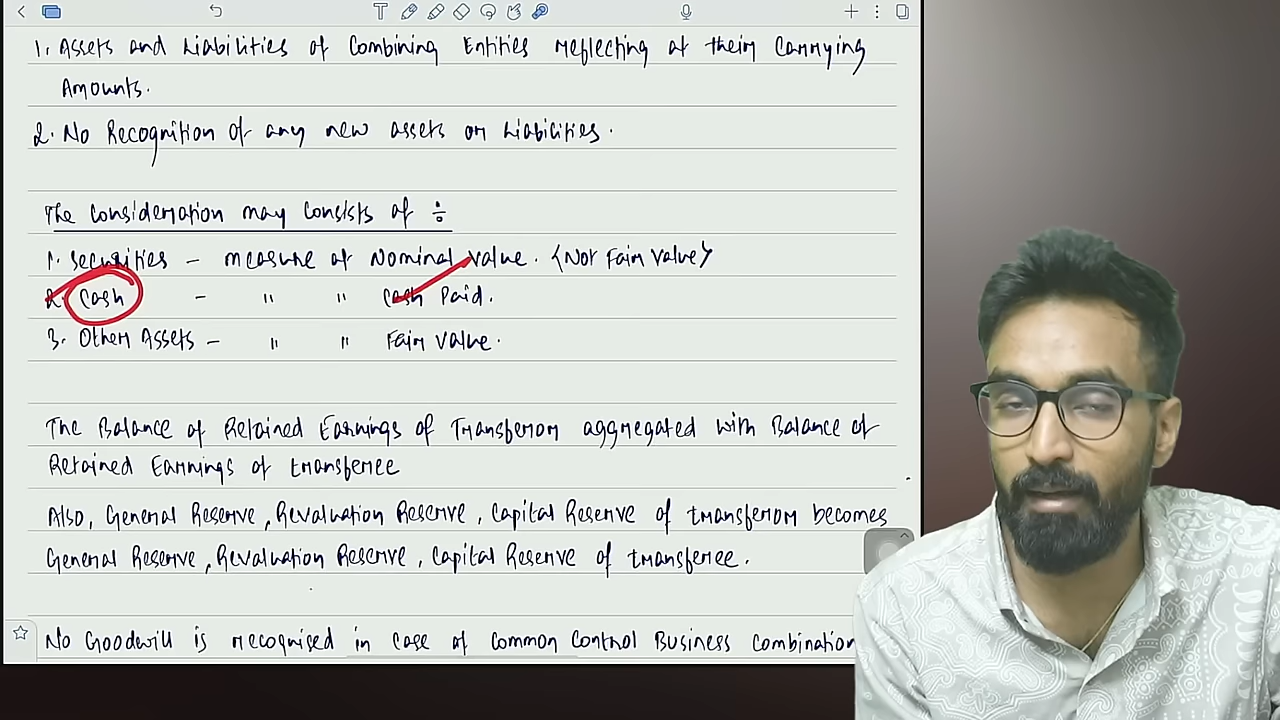 1. Assets and Liabilities of Combining Entities reflecting at their Carrying
Amounts.
2. No Recognition of any new assets or Liabilities.
The Consideration may Consists of ÷
1. Securities - measure at Nominal value. {Not Fair Value}
2. Cash - " " Cash Paid.
3. Other Assets - " " Fair Value.
The Balance of Retained Earnings of Transferor aggregated with Balance of
Retained Earnings of transferee
Also, General Reserve, Revaluation Reserve, Capital Reserve of transferor becomes
General Reserve, Revaluation Reserve, Capital Reserve of transferee.
No Goodwill is recognised in case of Common Control Business combination